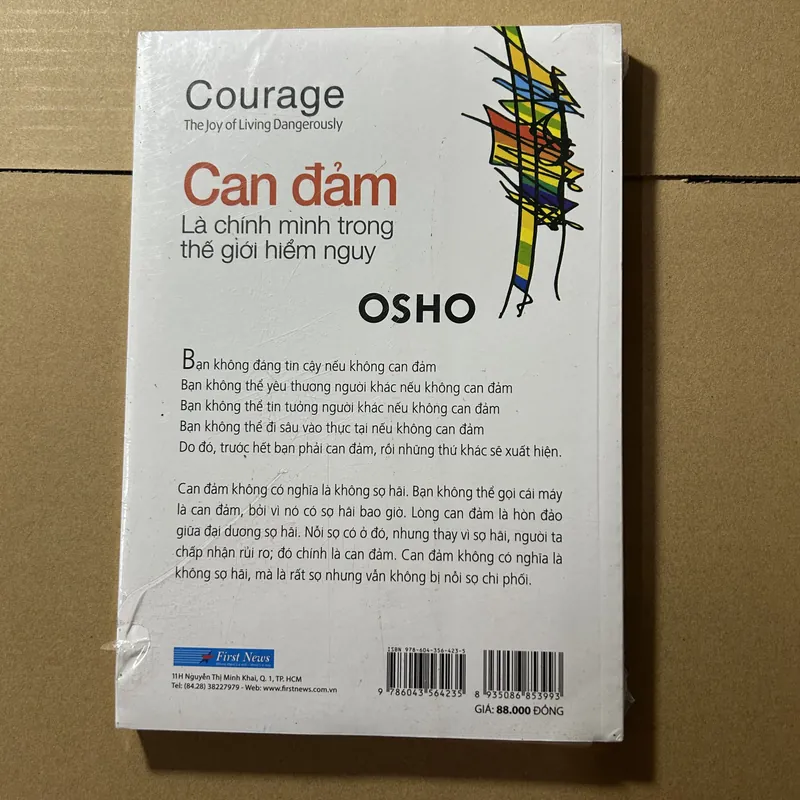 Courage
The Joy of Living Dangerously
Can đảm
Là chính mình trong
thế giới hiểm nguy
OSHO
Bạn không đáng tin cậy nếu không can đảm
Bạn không thể yêu thương người khác nếu không can đảm
Bạn không thể tin tưởng người khác nếu không can đảm
Bạn không thể đi sâu vào thực tại nếu không can đảm
Do đó, trước hết bạn phải can đảm, rồi những thứ khác sẽ xuất hiện.
Can đảm không có nghĩa là không sợ hãi. Bạn không thể gọi cái máy
là can đảm, bởi vì nó có sợ hãi bao giờ. Lòng can đảm là hòn đảo
giữa đại dương sợ hãi. Nỗi sợ có ở đó, nhưng thay vì sợ hãi, người ta
chấp nhận rủi ro; đó chính là can đảm. Can đảm không có nghĩa là
không sợ hãi, mà là rất sợ nhưng vẫn không bị nỗi sợ chi phối.
First News
11H Nguyễn Thị Minh Khai, Q. 1, TP. HCM
Tel: (84.28) 38227979 - Web: www.firstnews.com.vn
ISBN 978-604-356-423-5
9 786043 564235
8 935086 853993
GIÁ: 88.000 ĐỒNG